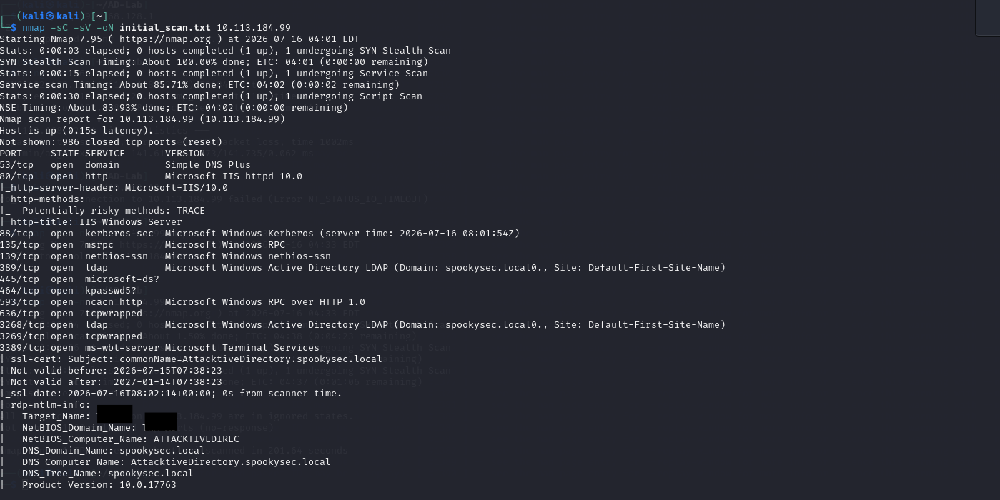 ┌──(kali㉿kali)-[~]
└─$ nmap -sC -sV -oN initial_scan.txt 10.113.184.99
Starting Nmap 7.95 ( https://nmap.org ) at 2026-07-16 04:01 EDT
Stats: 0:00:03 elapsed; 0 hosts completed (1 up), 1 undergoing SYN Stealth Scan
SYN Stealth Scan Timing: About 100.00% done; ETC: 04:01 (0:00:00 remaining)
Stats: 0:00:15 elapsed; 0 hosts completed (1 up), 1 undergoing Service Scan
Service scan Timing: About 85.71% done; ETC: 04:02 (0:00:02 remaining)
Stats: 0:00:30 elapsed; 0 hosts completed (1 up), 1 undergoing Script Scan
NSE Timing: About 83.93% done; ETC: 04:02 (0:00:00 remaining)
Nmap scan report for 10.113.184.99 (10.113.184.99)
Host is up (0.15s latency).
Not shown: 986 closed tcp ports (reset)
PORT     STATE SERVICE       VERSION
53/tcp   open  domain        Simple DNS Plus
80/tcp   open  http          Microsoft IIS httpd 10.0
|_http-server-header: Microsoft-IIS/10.0
| http-methods:
|_  Potentially risky methods: TRACE
|_http-title: IIS Windows Server
88/tcp   open  kerberos-sec  Microsoft Windows Kerberos (server time: 2026-07-16 08:01:54Z)
135/tcp  open  msrpc         Microsoft Windows RPC
139/tcp  open  netbios-ssn   Microsoft Windows netbios-ssn
389/tcp  open  ldap          Microsoft Windows Active Directory LDAP (Domain: spookysec.local0., Site: Default-First-Site-Name)
445/tcp  open  microsoft-ds?
464/tcp  open  kpasswd5?
593/tcp  open  ncacn_http    Microsoft Windows RPC over HTTP 1.0
636/tcp  open  tcpwrapped
3268/tcp open  ldap          Microsoft Windows Active Directory LDAP (Domain: spookysec.local0., Site: Default-First-Site-Name)
3269/tcp open  tcpwrapped
3389/tcp open  ms-wbt-server Microsoft Terminal Services
| ssl-cert: Subject: commonName=AttacktiveDirectory.spookysec.local
| Not valid before: 2026-07-15T07:38:23
|_Not valid after:  2027-01-14T07:38:23
|_ssl-date: 2026-07-16T08:02:14+00:00; 0s from scanner time.
| rdp-ntlm-info:
|   Target_Name:
|   NetBIOS_Domain_Name:
|   NetBIOS_Computer_Name: ATTACKTIVEDIREC
|   DNS_Domain_Name: spookysec.local
|   DNS_Computer_Name: AttacktiveDirectory.spookysec.local
|   DNS_Tree_Name: spookysec.local
|   Product_Version: 10.0.17763